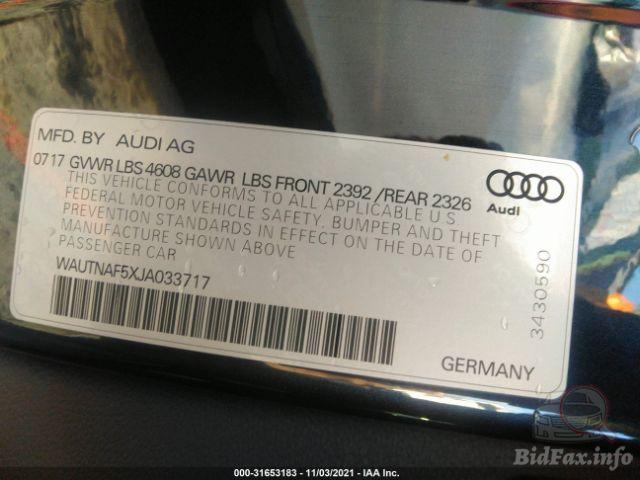 MFD. BY AUDI AG
0717 GVWR LBS 4608 GAWR LBS FRONT 2392 /REAR 2326
THIS VEHICLE CONFORMS TO ALL APPLICABLE U S
FEDERAL MOTOR VEHICLE SAFETY, BUMPER AND THEFT
PREVENTION STANDARDS IN EFFECT ON THE DATE OF
MANUFACTURE SHOWN ABOVE
PASSENGER CAR
WAUTNAF5XJA033717
Audi
3430590
GERMANY
BidFax.info
000-31653183 - 11/03/2021 - IAA Inc.